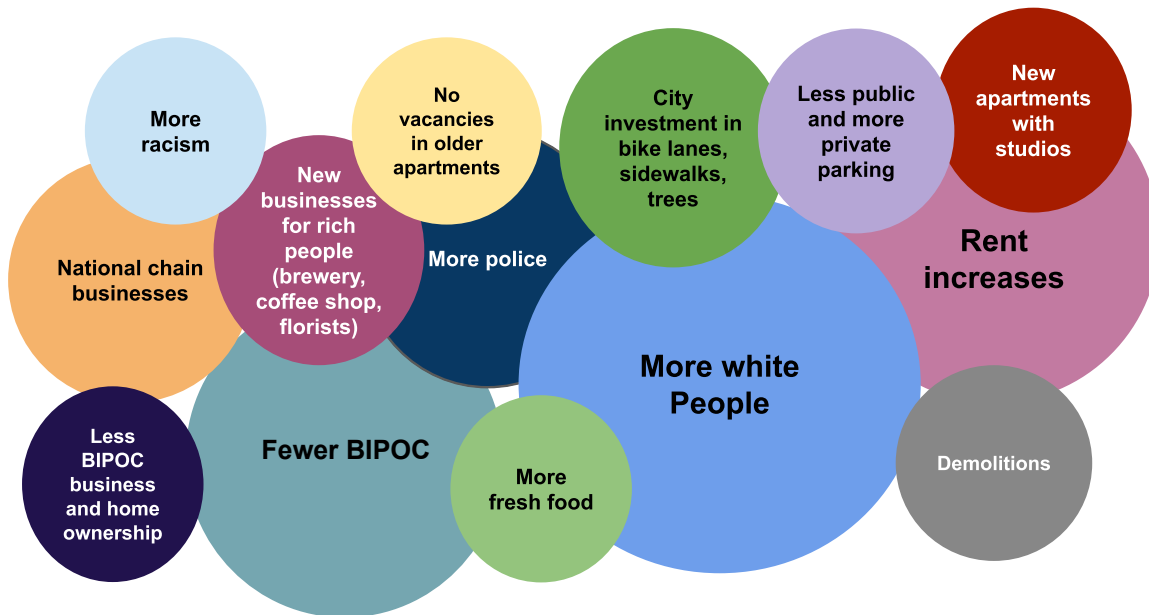 More
racism
No
vacancies
in older
apartments
City
investment in
bike lanes,
sidewalks,
trees
Less public
and more
private
parking
New
apartments
with
studios
National chain
businesses
New
businesses
for rich
people
(brewery,
coffee shop,
florists)
More police
Rent
increases
More white
People
Less
BIPOC
business
and home
ownership
Fewer BIPOC
More
fresh food
Demolitions